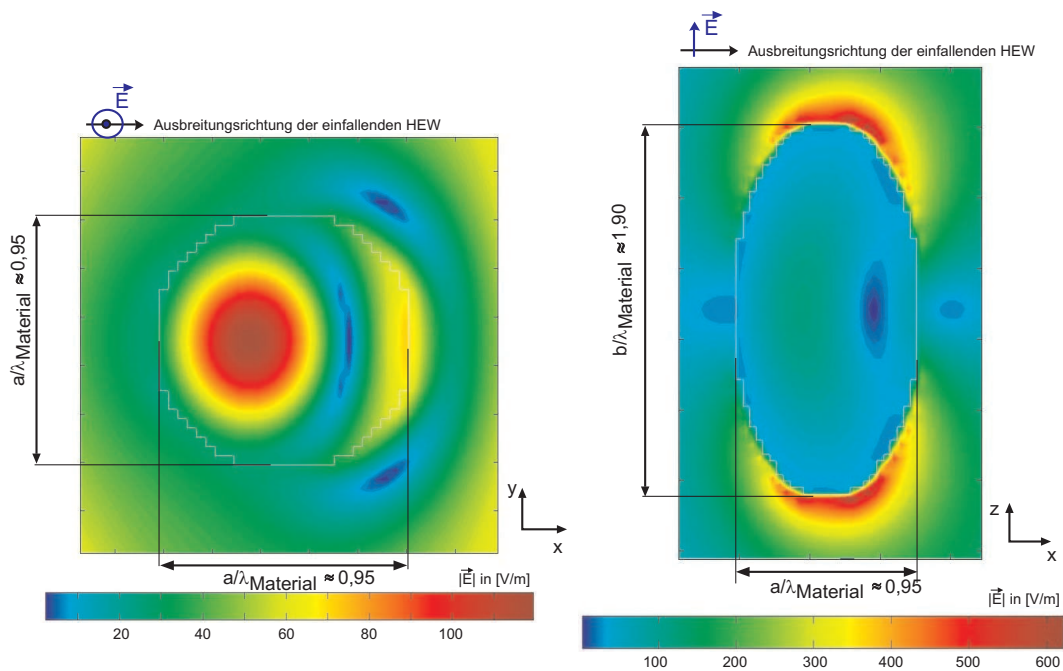 E
Ausbreitungsrichtung der einfallenden HEW
a/λMaterial ≈0,95
a/λMaterial ≈0,95
y
x
|E| in [V/m]
20 40 60 80 100
E
Ausbreitungsrichtung der einfallenden HEW
b/λMaterial ≈1,90
a/λMaterial ≈0,95
z
x
|E| in [V/m]
100 200 300 400 500 600